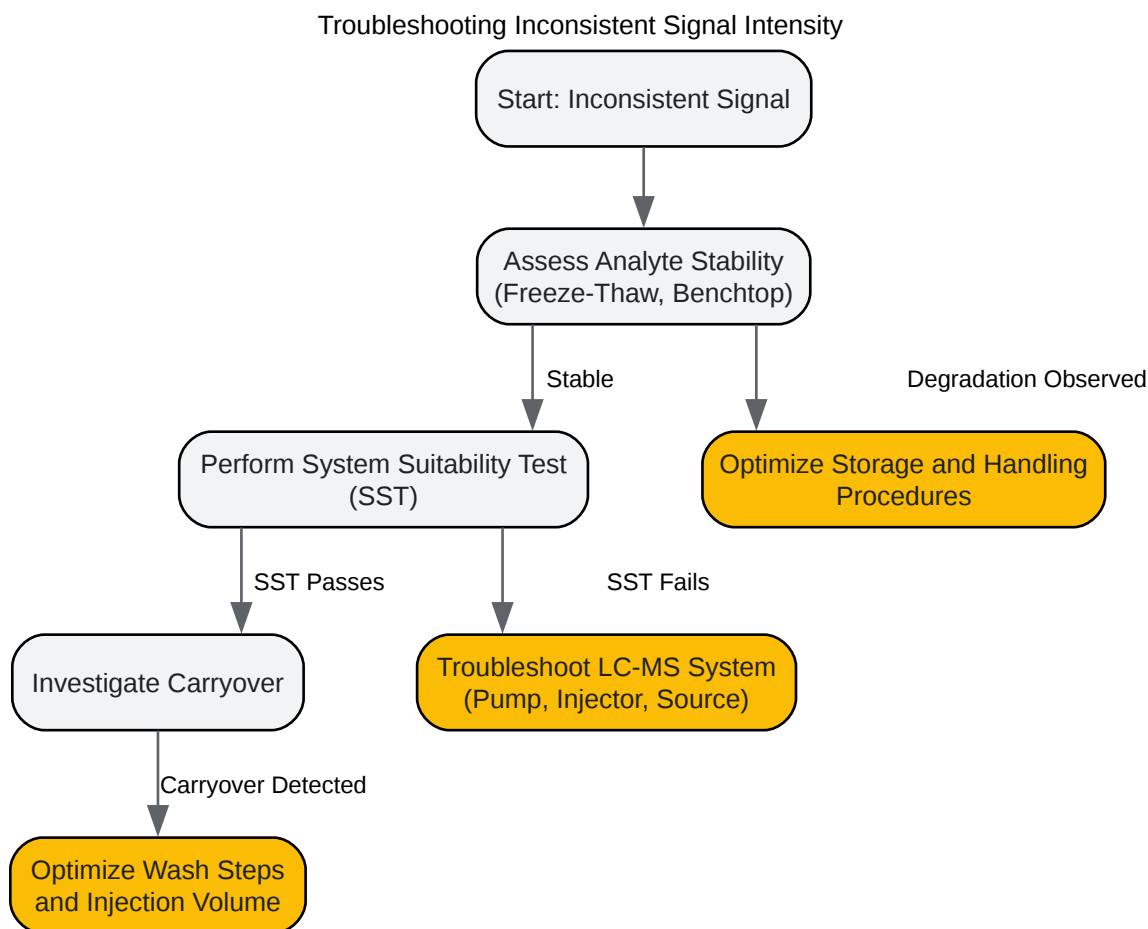 Troubleshooting Inconsistent Signal Intensity
Start: Inconsistent Signal
Assess Analyte Stability
(Freeze-Thaw, Benchtop)
Stable
Degradation Observed
Perform System Suitability Test
(SST)
Optimize Storage and Handling
Procedures
SST Passes
SST Fails
Investigate Carryover
Troubleshoot LC-MS System
(Pump, Injector, Source)
Carryover Detected
Optimize Wash Steps
and Injection Volume